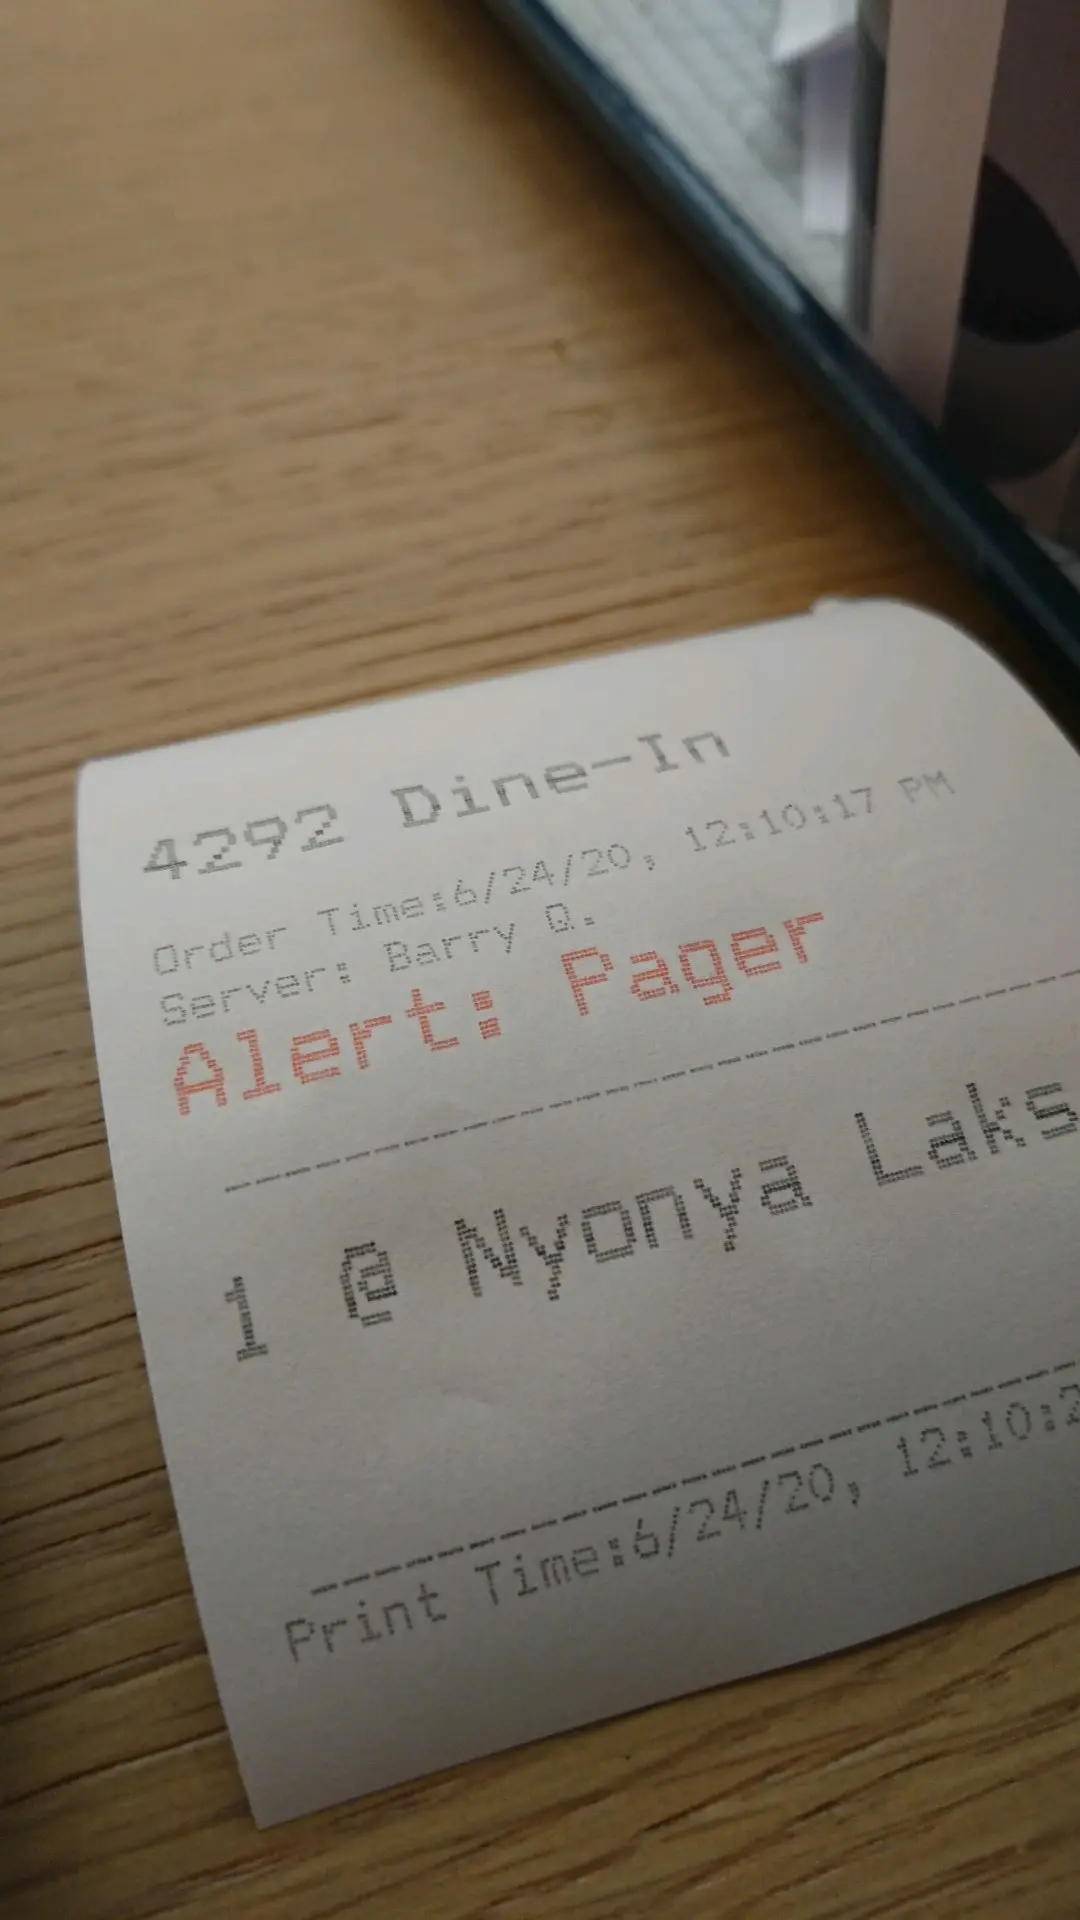 4292 Dine-In
Order Time:6/24/20, 12:10:17 PM
Server: Barry Q.
Alert: Pager
1 @ Nyonya Laks
Print Time:6/24/20, 12:10:2